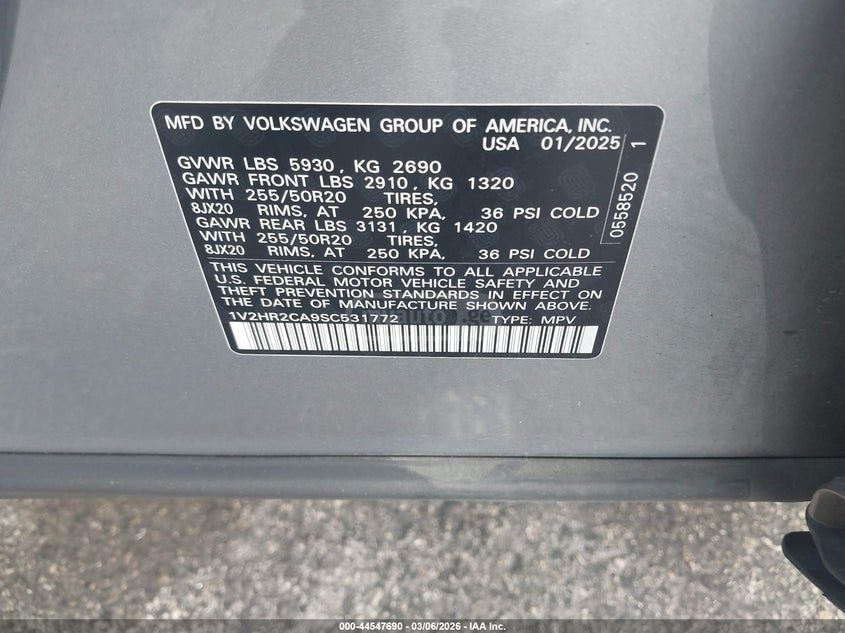 MFD BY VOLKSWAGEN GROUP OF AMERICA, INC.
USA 01/2025
GVWR LBS 5930, KG 2690
GAWR FRONT LBS 2910, KG 1320
WITH 255/50R20 TIRES,
8JX20 RIMS, AT 250 KPA, 36 PSI COLD
GAWR REAR LBS 3131, KG 1420
WITH 255/50R20 TIRES,
8JX20 RIMS, AT 250 KPA, 36 PSI COLD
THIS VEHICLE CONFORMS TO ALL APPLICABLE
U.S. FEDERAL MOTOR VEHICLE SAFETY AND
THEFT PREVENTION STANDARDS IN EFFECT ON
THE DATE OF MANUFACTURE SHOWN ABOVE.
1V2HR2CA9SC531772 TYPE: MPV
0558520 1
000-44547690 - 03/06/2026 - IAA Inc.